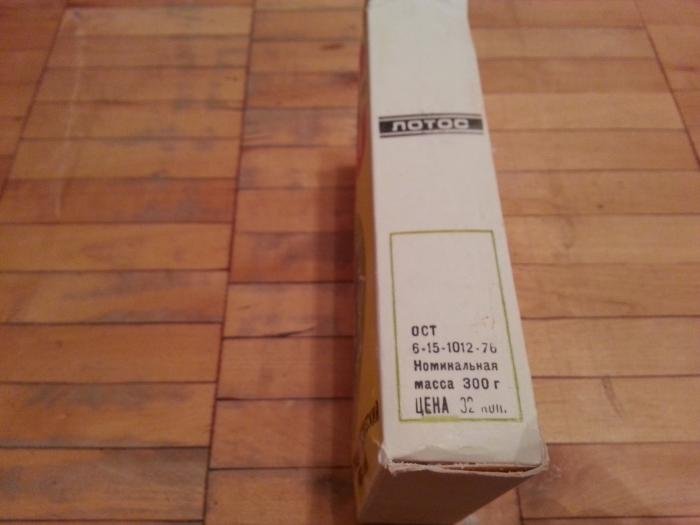 ЛОТОС
ОСТ
6-15-1012-76
Номинальная
масса 300 г
ЦЕНА 32 коп.